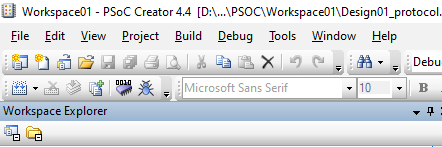 Workspace01 - PSoC Creator 4.4 [D:\...\PSOC\Workspace01\Design01_protocol.
File Edit View Project Build Debug Tools Window Help
Debu
Microsoft Sans Serif 10 B
Workspace Explorer